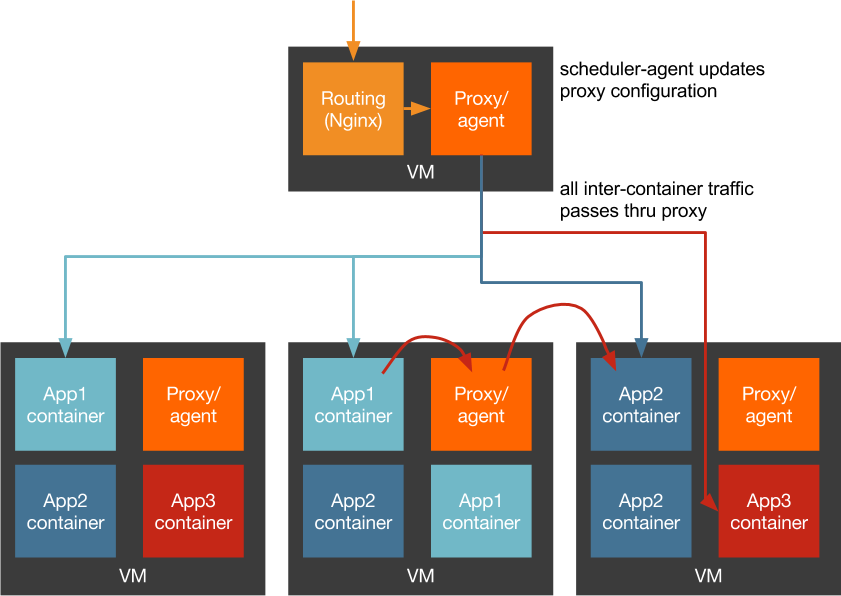 scheduler-agent updates
proxy configuration
Routing
(Nginx)
Proxy/
agent
VM
all inter-container traffic
passes thru proxy
App1
container
Proxy/
agent
App2
container
App3
container
VM
App1
container
Proxy/
agent
App2
container
App1
container
VM
App2
container
Proxy/
agent
App2
container
App3
container
VM